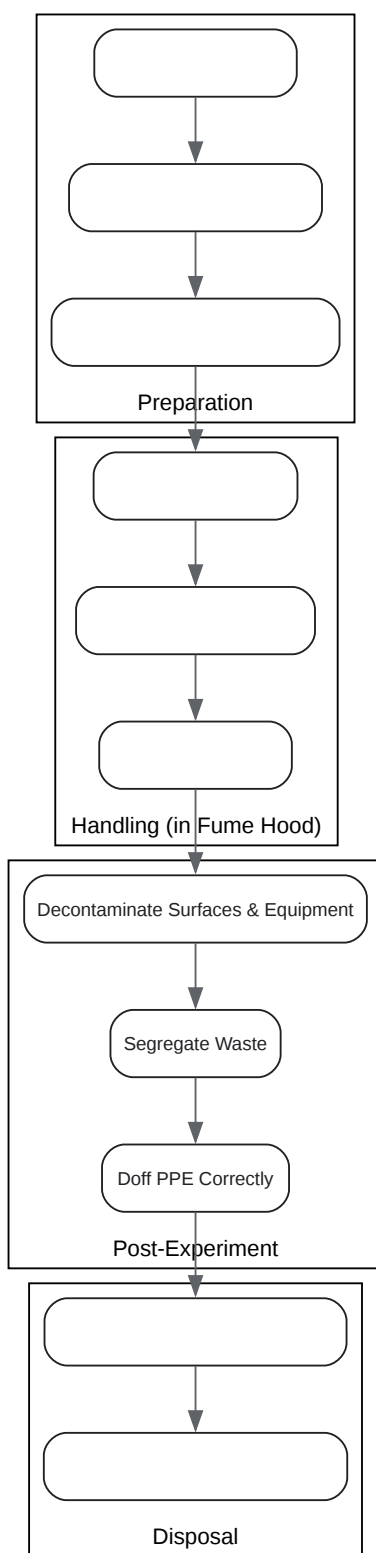 Preparation
Handling (in Fume Hood)
Decontaminate Surfaces & Equipment
Segregate Waste
Doff PPE Correctly
Post-Experiment
Disposal